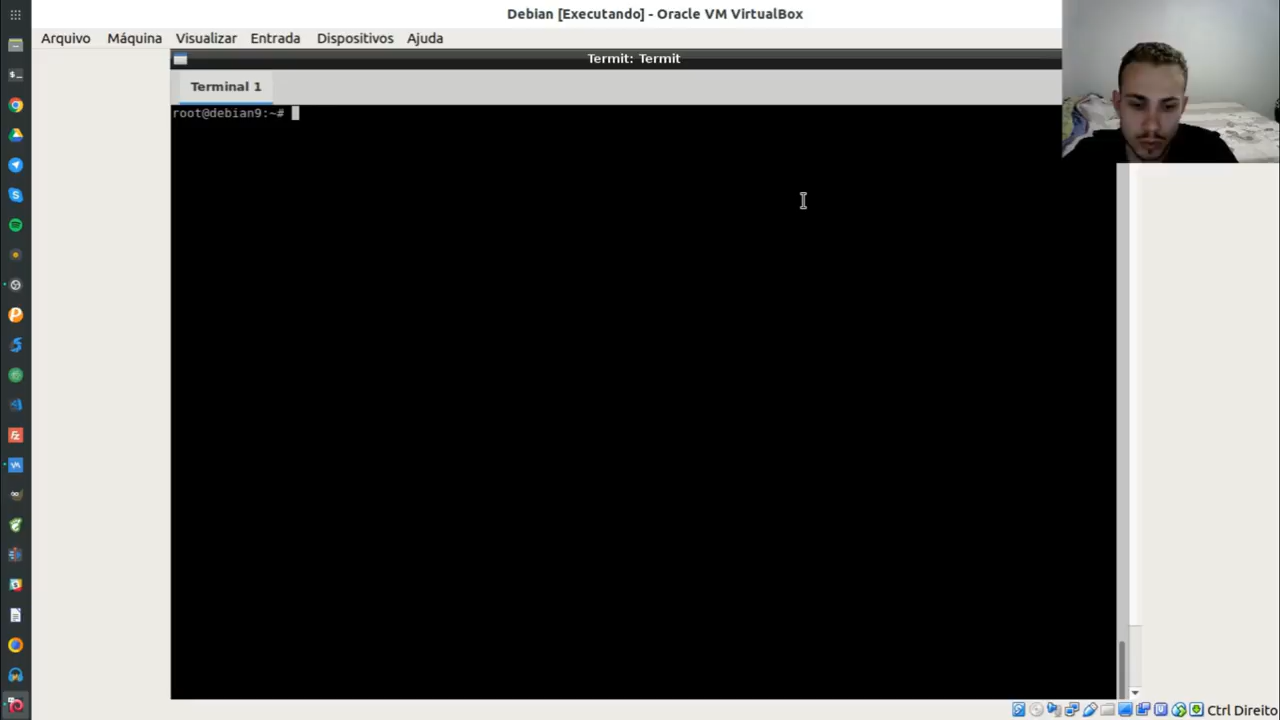 Debian [Executando] - Oracle VM VirtualBox
Arquivo Máquina Visualizar Entrada Dispositivos Ajuda
Termit: Termit
Terminal 1
root@debian9:~#
Ctrl Direito